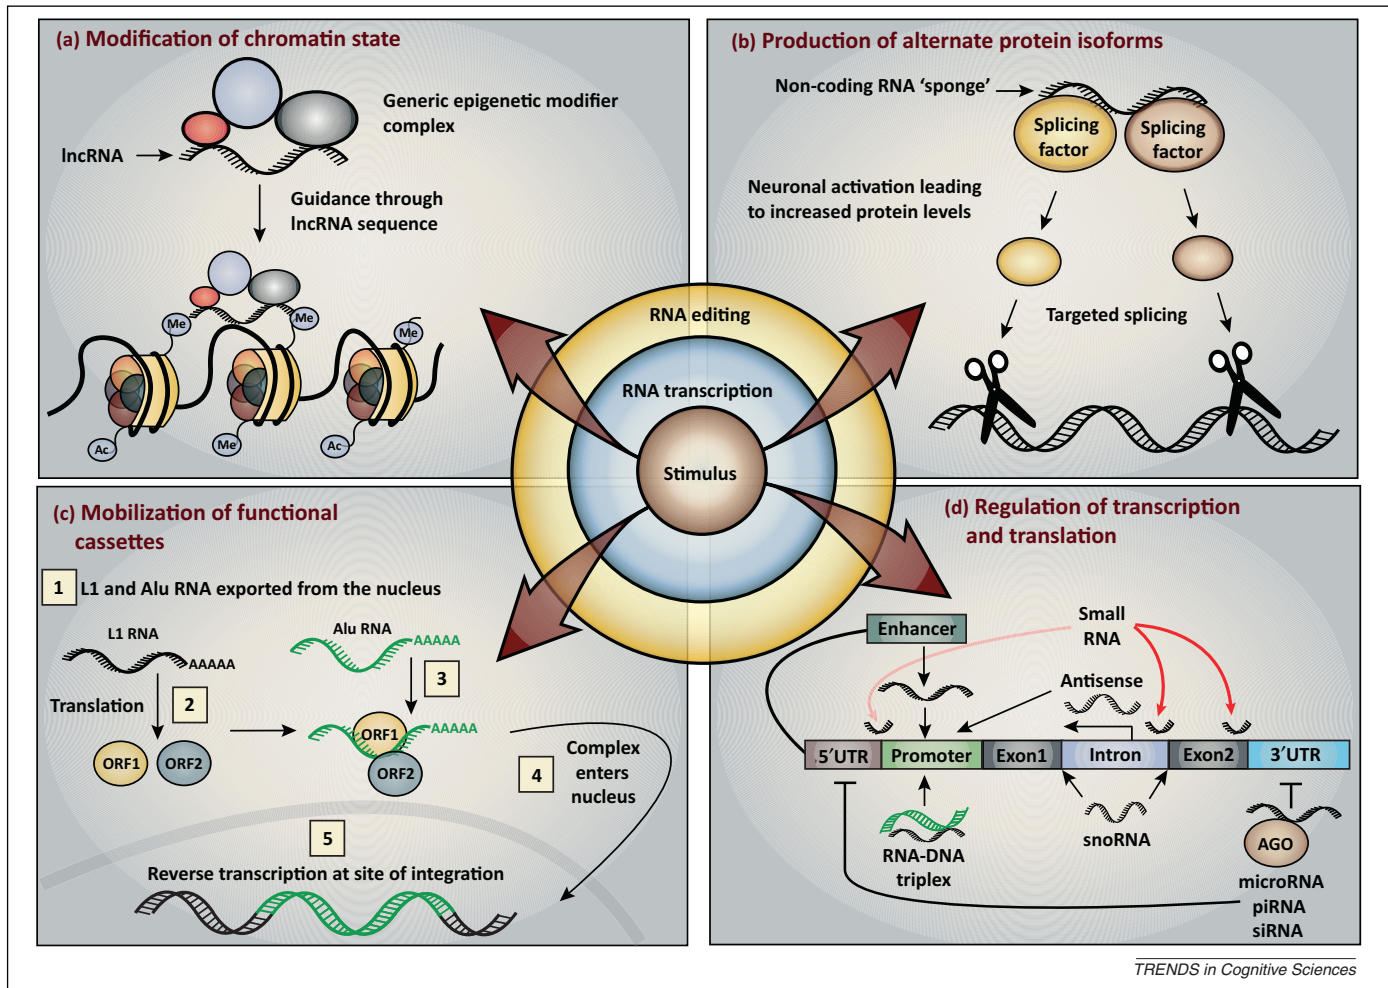 (a) Modification of chromatin state
Generic epigenetic modifier
complex
lncRNA
Guidance through
lncRNA sequence
Me
Me
Me
Ac
Me
Ac
(b) Production of alternate protein isoforms
Non-coding RNA ‘sponge’
Splicing
factor
Splicing
factor
Neuronal activation leading
to increased protein levels
Targeted splicing
RNA editing
RNA transcription
Stimulus
(c) Mobilization of functional
cassettes
1 L1 and Alu RNA exported from the nucleus
L1 RNA
AAAAA
Alu RNA
AAAAA
Translation
2
3
ORF1
ORF2
ORF1
ORF2
AAAAA
4
Complex
enters
nucleus
5
Reverse transcription at site of integration
(d) Regulation of transcription
and translation
Enhancer
Small
RNA
Antisense
5′UTR
Promoter
Exon1
Intron
Exon2
3′UTR
RNA-DNA
triplex
snoRNA
AGO
microRNA
piRNA
siRNA
TRENDS in Cognitive Sciences